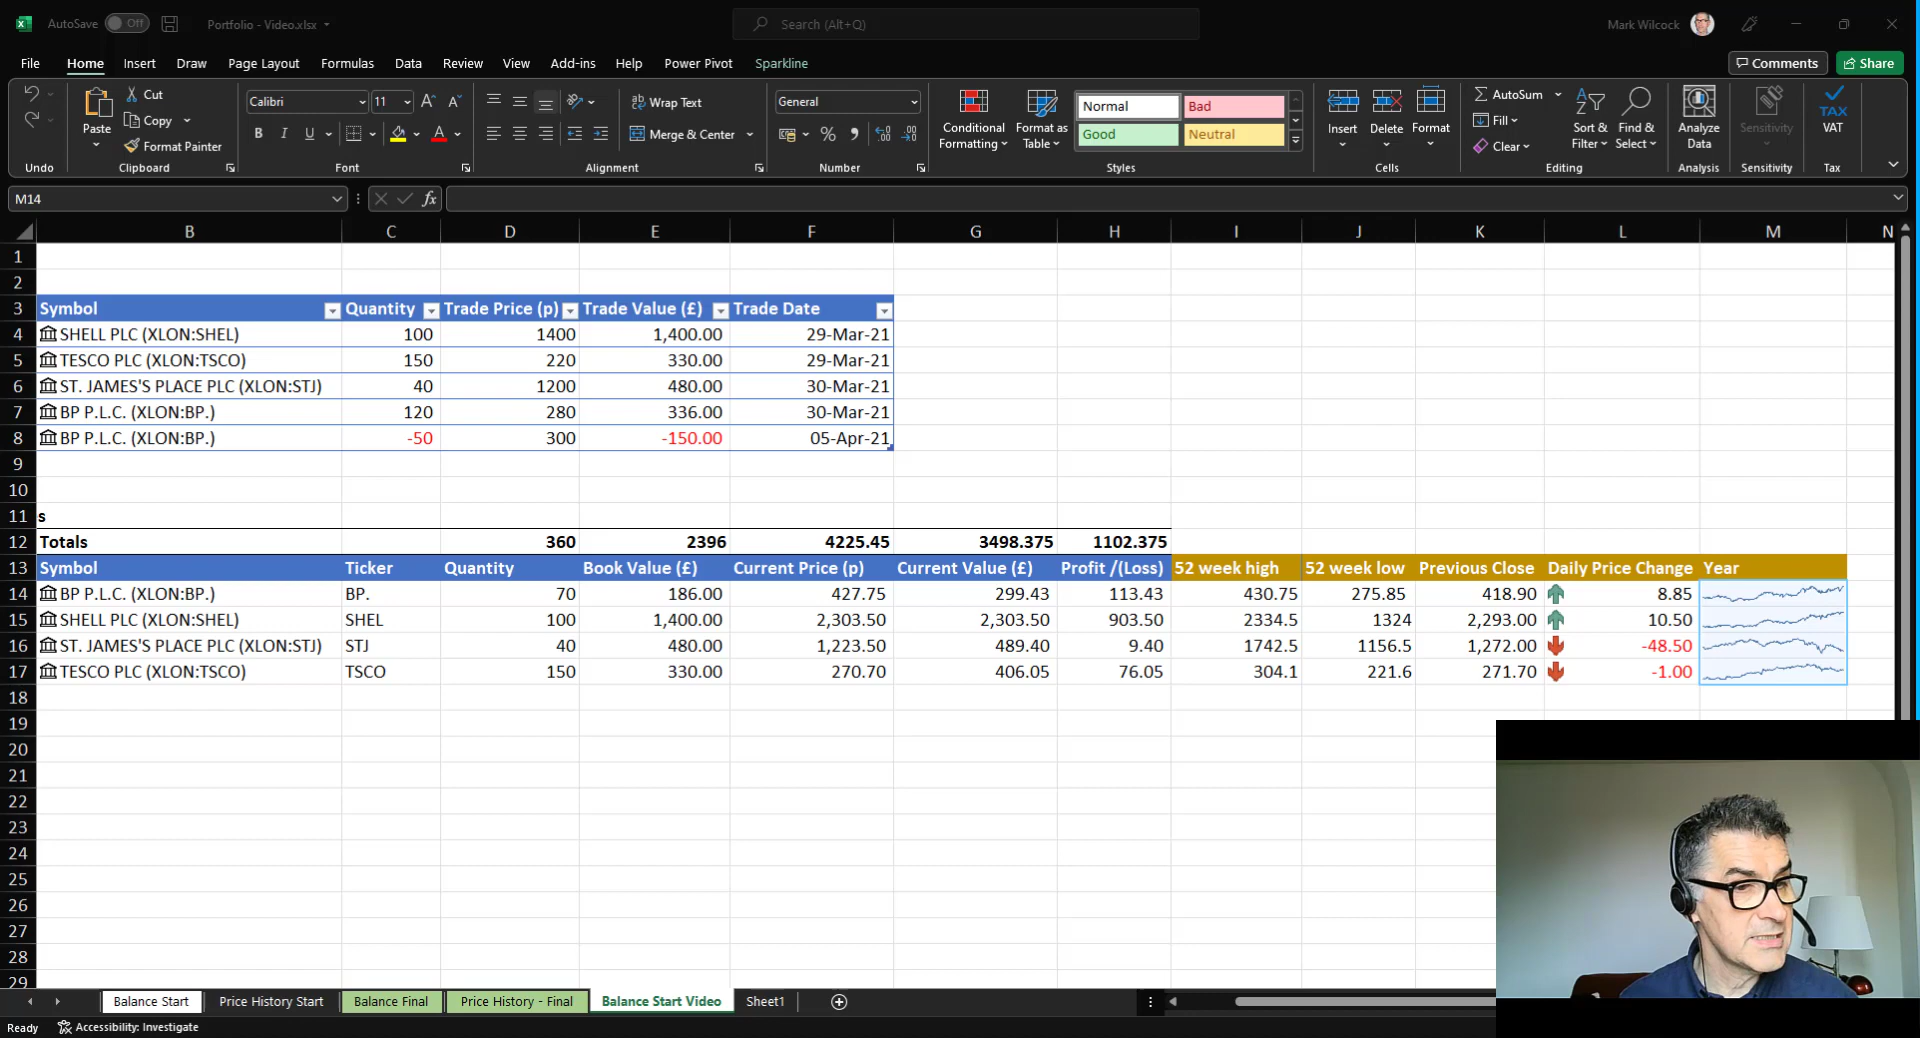 AutoSave Off Portfolio - Video.xlsx Search (Alt+Q) Mark Wilcock
File Home Insert Draw Page Layout Formulas Data Review View Add-ins Help Power Pivot Sparkline Comments Share
Cut
Copy
Format Painter
Paste
Undo Clipboard
Calibri 11
B I U A
Font
Wrap Text
Merge & Center
Alignment
General
%
Number
Conditional Formatting
Format as Table
Normal Bad
Good Neutral
Styles
Insert Delete Format
Cells
AutoSum
Fill
Clear
Sort & Filter
Find & Select
Editing
Analyze Data
Analysis
Sensitivity
Sensitivity
TAX
VAT
Tax
M14 fx
B C D E F G H I J K L M N
1
2
3 Symbol Quantity Trade Price (p) Trade Value (£) Trade Date
4 SHELL PLC (XLON:SHEL) 100 1400 1,400.00 29-Mar-21
5 TESCO PLC (XLON:TSCO) 150 220 330.00 29-Mar-21
6 ST. JAMES'S PLACE PLC (XLON:STJ) 40 1200 480.00 30-Mar-21
7 BP P.L.C. (XLON:BP.) 120 280 336.00 30-Mar-21
8 BP P.L.C. (XLON:BP.) -50 300 -150.00 05-Apr-21
9
10
11 s
12 Totals 360 2396 4225.45 3498.375 1102.375
13 Symbol Ticker Quantity Book Value (£) Current Price (p) Current Value (£) Profit /(Loss) 52 week high 52 week low Previous Close Daily Price Change Year
14 BP P.L.C. (XLON:BP.) BP. 70 186.00 427.75 299.43 113.43 430.75 275.85 418.90 8.85
15 SHELL PLC (XLON:SHEL) SHEL 100 1,400.00 2,303.50 2,303.50 903.50 2334.5 1324 2,293.00 10.50
16 ST. JAMES'S PLACE PLC (XLON:STJ) STJ 40 480.00 1,223.50 489.40 9.40 1742.5 1156.5 1,272.00 -48.50
17 TESCO PLC (XLON:TSCO) TSCO 150 330.00 270.70 406.05 76.05 304.1 221.6 271.70 -1.00
18
19
20
21
22
23
24
25
26
27
28
29
Balance Start Price History Start Balance Final Price History - Final Balance Start Video Sheet1
Ready Accessibility: Investigate